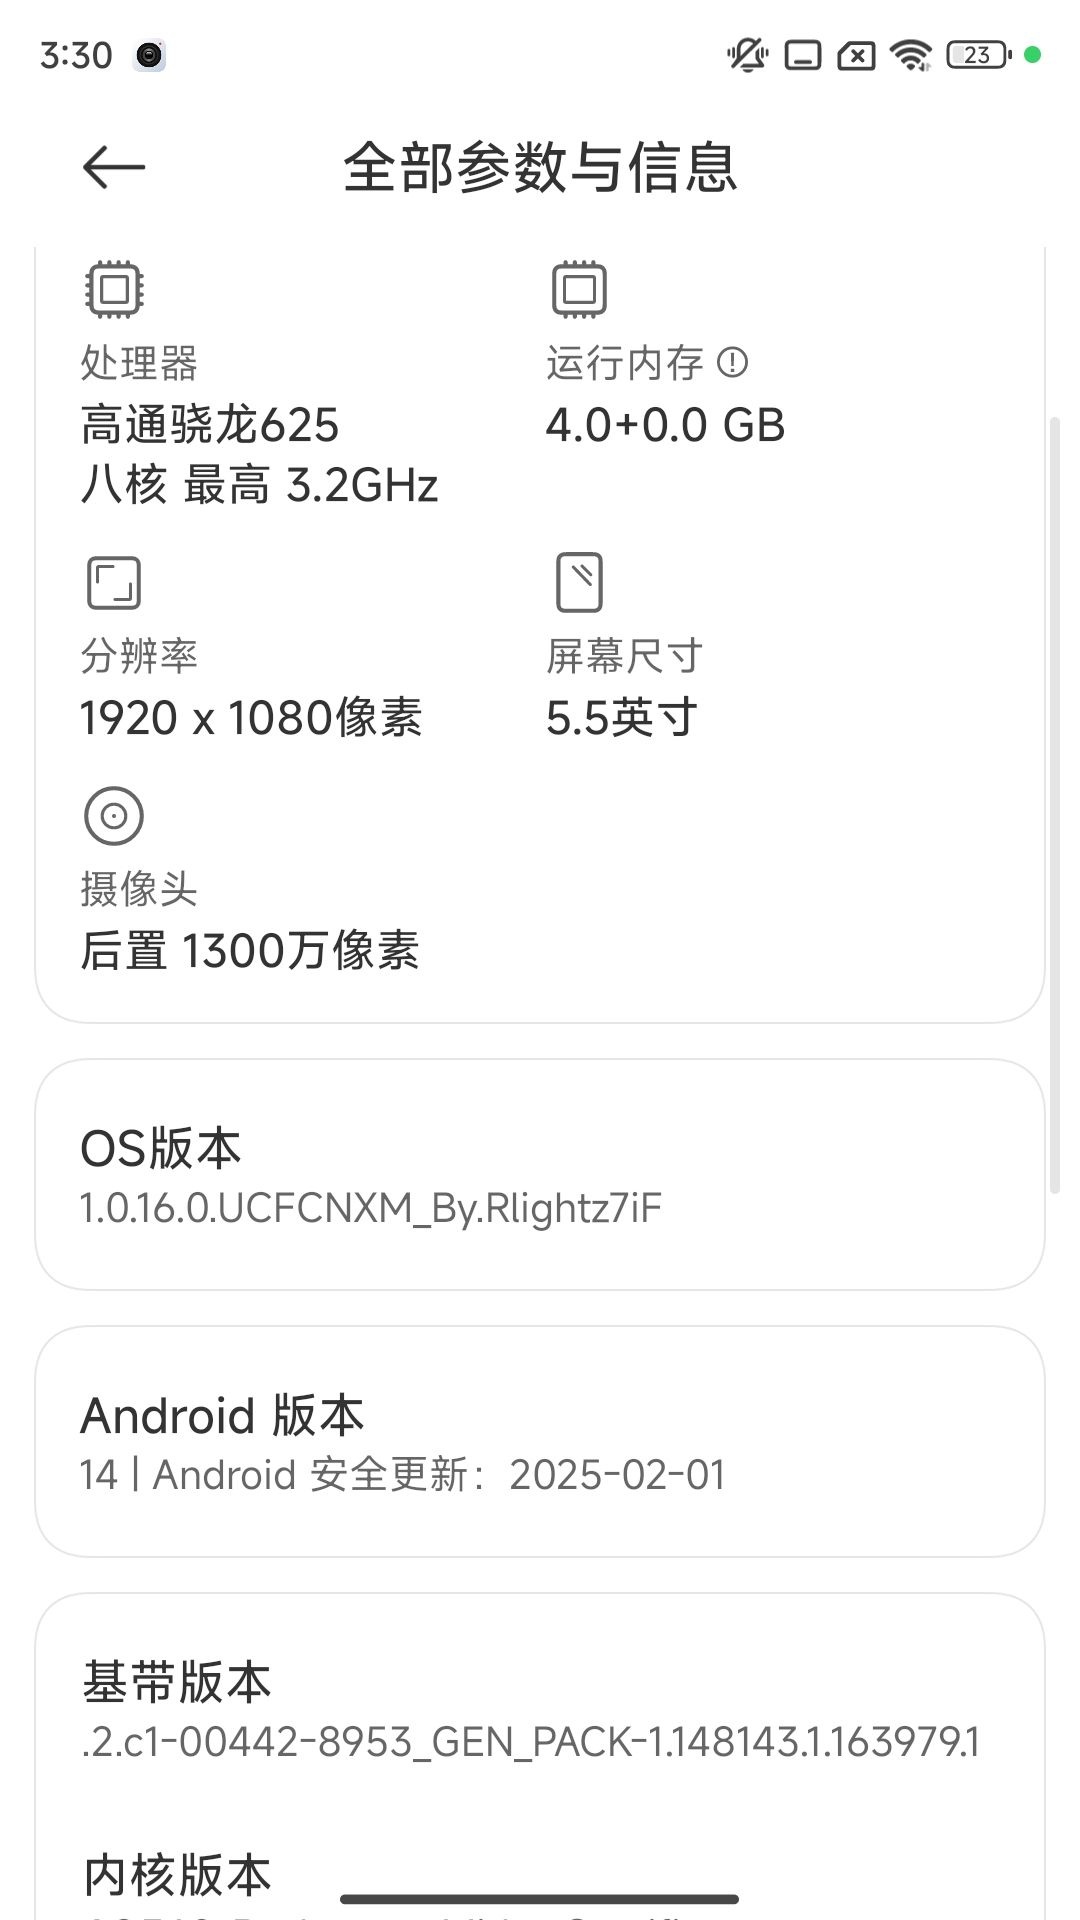 3:30
23
全部参数与信息
处理器
运行内存
高通骁龙625
4.0+0.0 GB
八核 最高 3.2GHz
分辨率
屏幕尺寸
1920 x 1080像素
5.5英寸
摄像头
后置 1300万像素
OS版本
1.0.16.0.UCFCNXM_By.Rlightz7iF
Android 版本
14 | Android 安全更新：2025-02-01
基带版本
.2.c1-00442-8953_GEN_PACK-1.148143.1.163979.1
内核版本